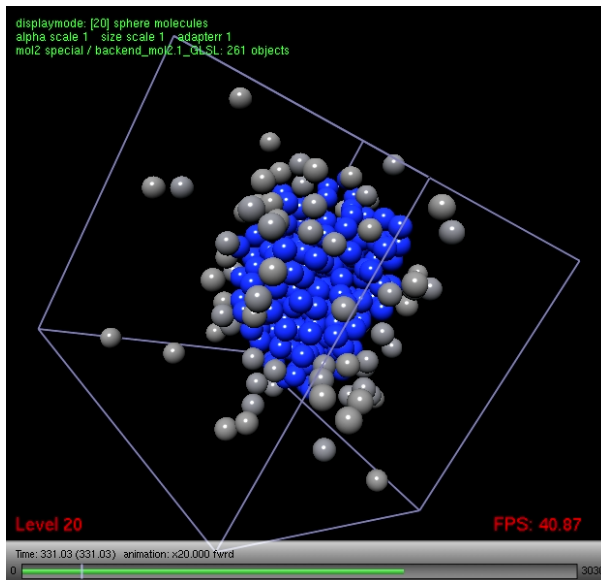 displaymode: [20] sphere molecules
alpha scale 1 size scale 1 adapterr 1
mol2 special / backend_mol2.1_GLSL: 261 objects
Level 20
FPS: 40.87
Time: 331.03 (331.03) animation: x20.000 fwrd
0